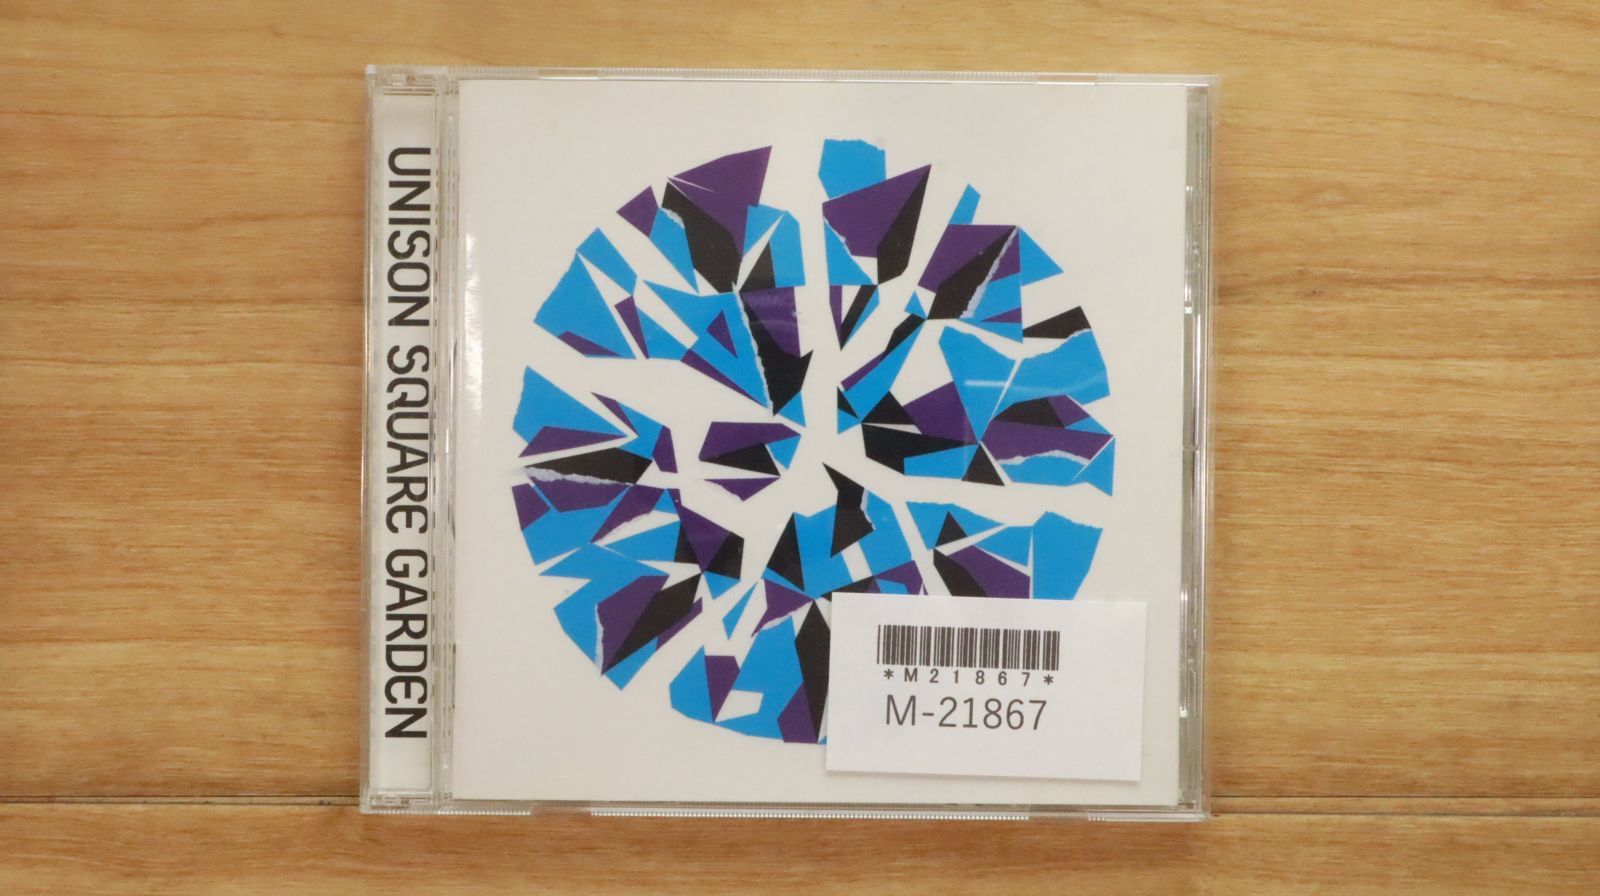 UNISON SQUARE GARDEN
*M21867*
M-21867